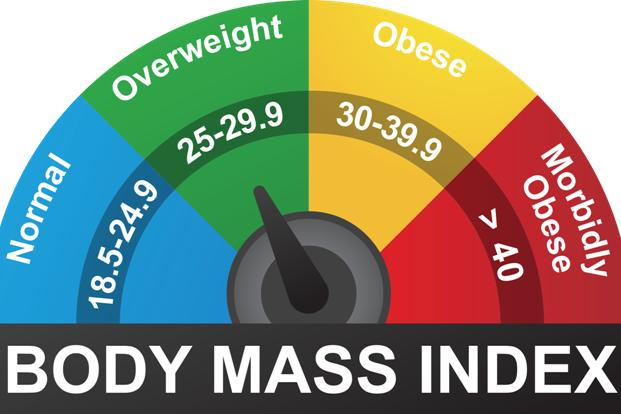 Normal
18.5-24.9
Overweight
25-29.9
Obese
30-39.9
Morbidly
Obese
> 40
BODY MASS INDEX